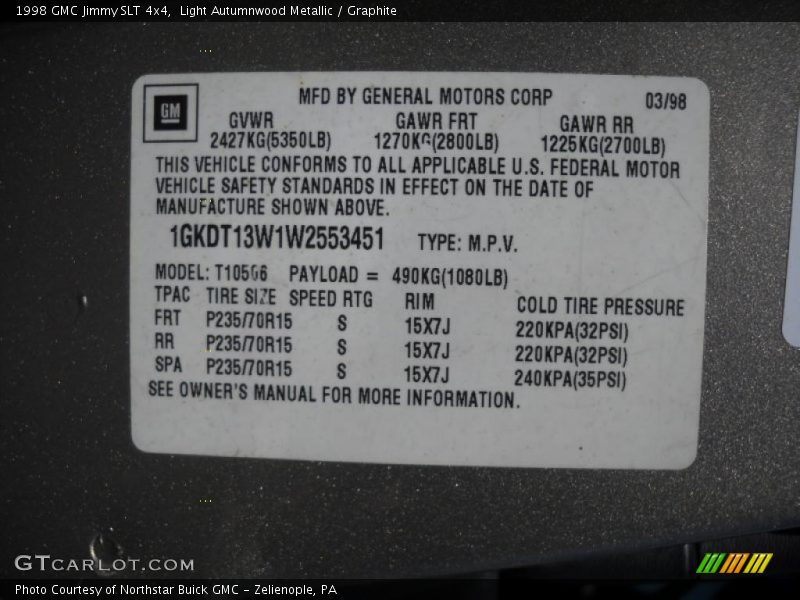 1998 GMC Jimmy SLT 4x4,  Light Autumnwood Metallic / Graphite
GM
MFD BY GENERAL MOTORS CORP 03/98
GVWR GAWR FRT GAWR RR
2427KG(5350LB) 1270KG(2800LB) 1225KG(2700LB)
THIS VEHICLE CONFORMS TO ALL APPLICABLE U.S. FEDERAL MOTOR
VEHICLE SAFETY STANDARDS IN EFFECT ON THE DATE OF
MANUFACTURE SHOWN ABOVE.
1GKDT13W1W2553451 TYPE: M.P.V.
MODEL: T10506 PAYLOAD = 490KG(1080LB)
TPAC TIRE SIZE SPEED RTG RIM COLD TIRE PRESSURE
FRT P235/70R15 S 15X7J 220KPA(32PSI)
RR P235/70R15 S 15X7J 220KPA(32PSI)
SPA P235/70R15 S 15X7J 240KPA(35PSI)
SEE OWNER'S MANUAL FOR MORE INFORMATION.
GTCARLOT.COM
Photo Courtesy of Northstar Buick GMC - Zelienople, PA